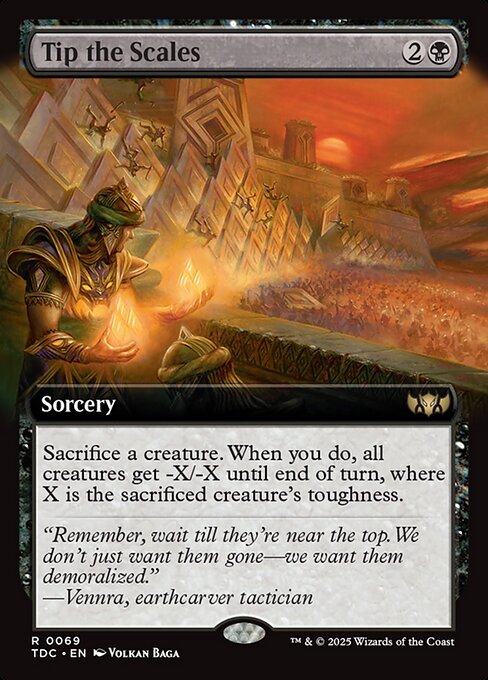 Tip the Scales 2
Sorcery
Sacrifice a creature. When you do, all
creatures get -X/-X until end of turn, where
X is the sacrificed creature's toughness.
“Remember, wait till they're near the top. We
don't just want them gone—we want them
demoralized.”
—Vennra, earthcarver tactician
R 0069
TDC • EN VOLKAN BAGA
™ & © 2025 Wizards of the Coast